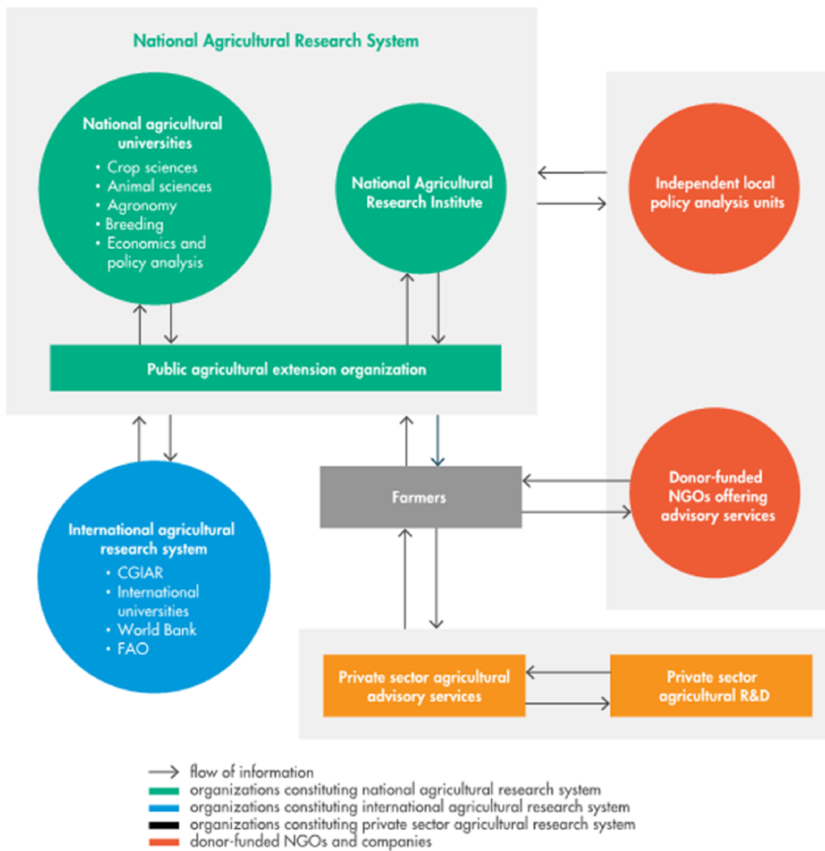 National Agricultural Research System
National agricultural
universities
• Crop sciences
• Animal sciences
• Agronomy
• Breeding
• Economics and
policy analysis
National Agricultural
Research Institute
Independent local
policy analysis units
Public agricultural extension organization
Farmers
Donor-funded
NGOs offering
advisory services
International agricultural
research system
• CGIAR
• International
universities
• World Bank
• FAO
Private sector agricultural
advisory services
Private sector
agricultural R&D
flow of information
organizations constituting national agricultural research system
organizations constituting international agricultural research system
organizations constituting private sector agricultural research system
donor-funded NGOs and companies